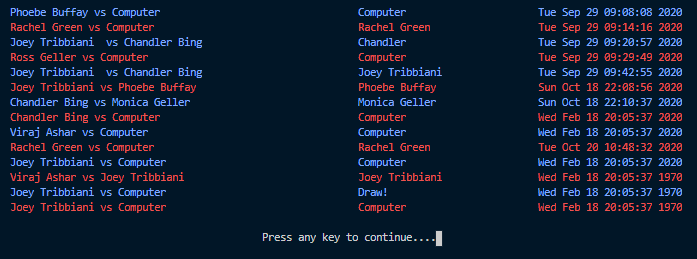 Phoebe Buffay vs Computer Computer Tue Sep 29 09:08:08 2020
Rachel Green vs Computer Rachel Green Tue Sep 29 09:14:16 2020
Joey Tribbiani  vs Chandler Bing Chandler Tue Sep 29 09:20:57 2020
Ross Geller vs Computer Computer Tue Sep 29 09:29:49 2020
Joey Tribbiani  vs Chandler Bing Joey Tribbiani Tue Sep 29 09:42:55 2020
Joey Tribbiani vs Phoebe Buffay Phoebe Buffay Sun Oct 18 22:08:56 2020
Chandler Bing vs Monica Geller Monica Geller Sun Oct 18 22:10:37 2020
Chandler Bing vs Computer Computer Wed Feb 18 20:05:37 2020
Viraj Ashar vs Computer Computer Wed Feb 18 20:05:37 2020
Rachel Green vs Computer Rachel Green Tue Oct 20 10:48:32 2020
Joey Tribbiani vs Computer Computer Wed Feb 18 20:05:37 2020
Viraj Ashar vs Joey Tribbiani Joey Tribbiani Wed Feb 18 20:05:37 1970
Joey Tribbiani vs Computer Draw! Wed Feb 18 20:05:37 1970
Joey Tribbiani vs Computer Computer Wed Feb 18 20:05:37 1970
Press any key to continue....